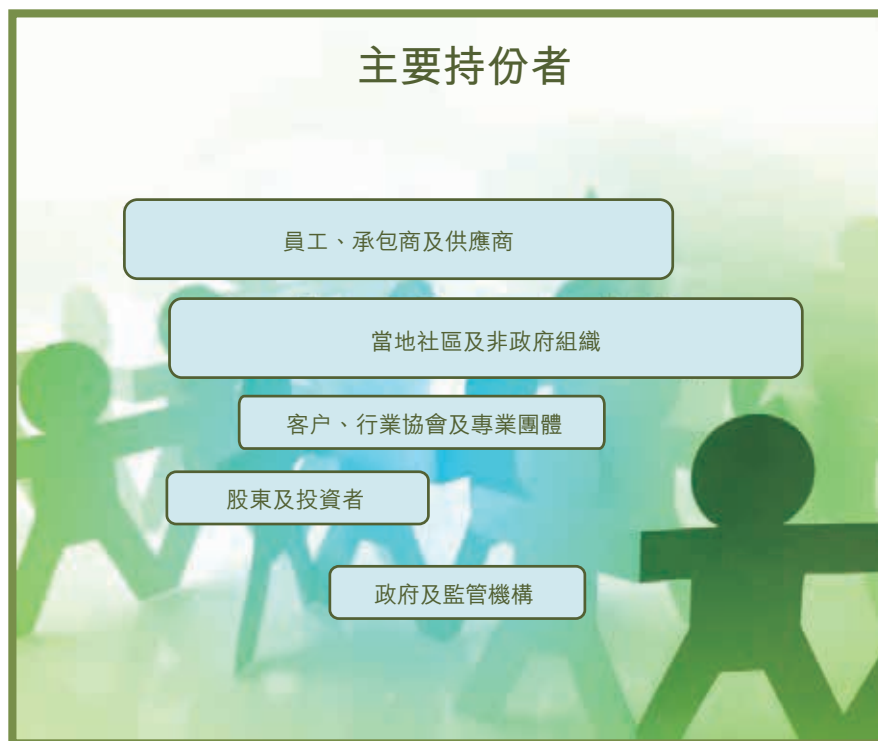 主要持份者
員工、承包商及供應商
當地社區及非政府組織
客户、行業協會及專業團體
股東及投資者
政府及監管機構